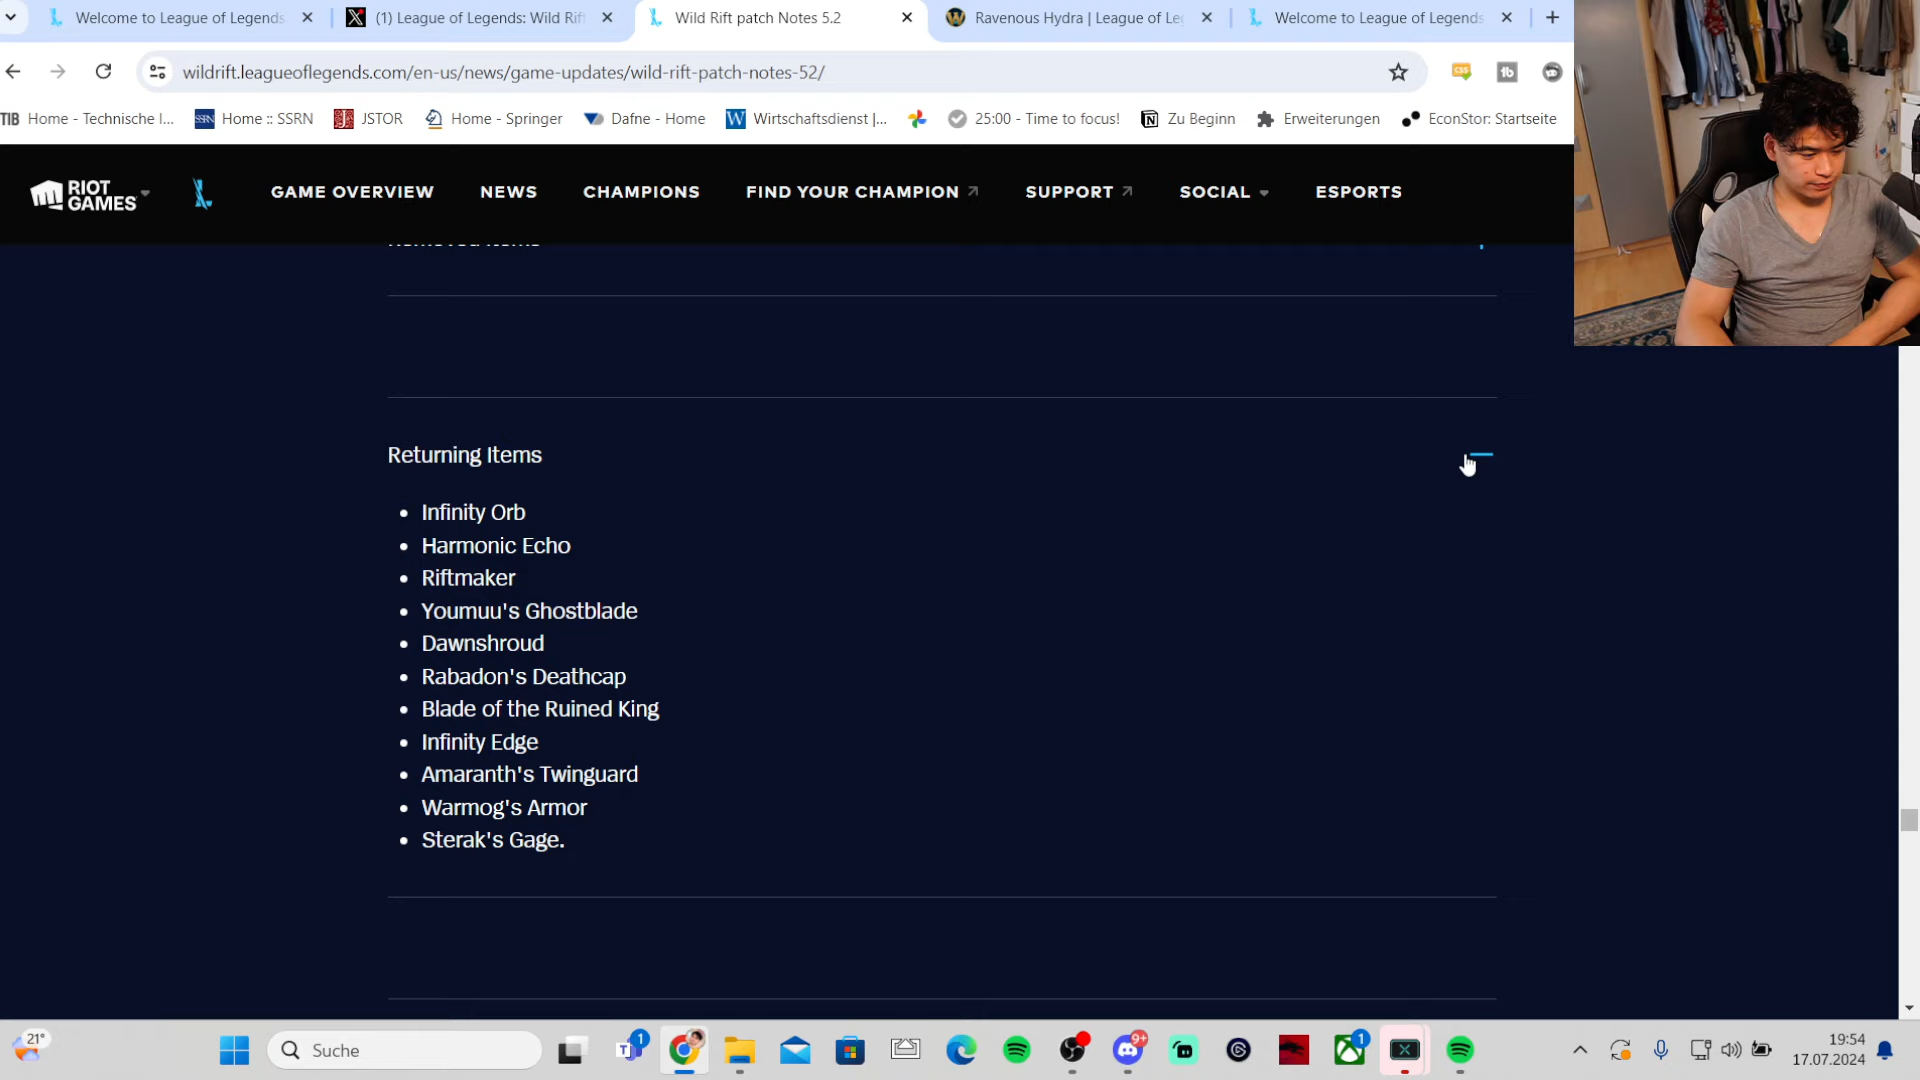 Welcome to League of Legends
(1) League of Legends: Wild Rif
Wild Rift patch Notes 5.2
Ravenous Hydra | League of Le
Welcome to League of Legends
wildrift.leagueoflegends.com/en-us/news/game-updates/wild-rift-patch-notes-52/
TIB Home - Technische I...
SSRN Home :: SSRN
JSTOR
Home - Springer
Dafne - Home
W Wirtschaftsdienst |...
25:00 - Time to focus!
Zu Beginn
Erweiterungen
EconStor: Startseite
RIOT GAMES
GAME OVERVIEW
NEWS
CHAMPIONS
FIND YOUR CHAMPION
SUPPORT
SOCIAL
ESPORTS
Returning Items
Infinity Orb
Harmonic Echo
Riftmaker
Youmuu's Ghostblade
Dawnshroud
Rabadon's Deathcap
Blade of the Ruined King
Infinity Edge
Amaranth's Twinguard
Warmog's Armor
Sterak's Gage.
21°
Suche
1
9+
1
19:54
17.07.2024